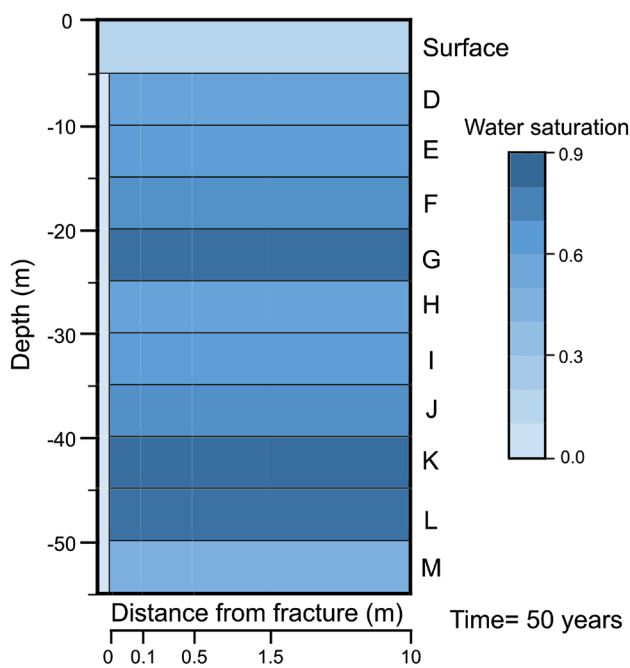 0
Surface
D
Water saturation
-10
E
0.9
F
-20
G
0.6
H
Depth (m)
-30
I
0.3
J
-40
K
0.0
L
-50
M
Distance from fracture (m)
Time= 50 years
0 0.1 0.5 1.5 10